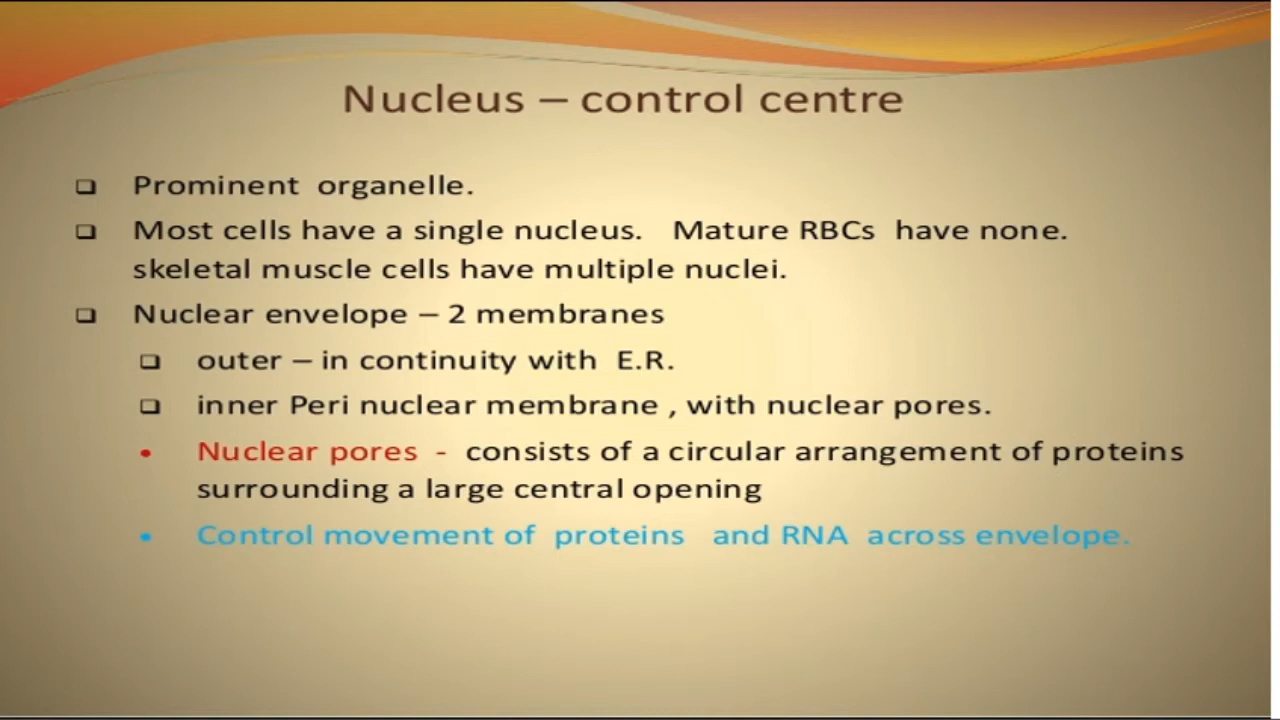 Nucleus – control centre
❑ Prominent organelle.
❑ Most cells have a single nucleus. Mature RBCs have none.
skeletal muscle cells have multiple nuclei.
❑ Nuclear envelope – 2 membranes
❑ outer – in continuity with E.R.
❑ inner Peri nuclear membrane , with nuclear pores.
• Nuclear pores - consists of a circular arrangement of proteins
surrounding a large central opening
• Control movement of proteins and RNA across envelope.